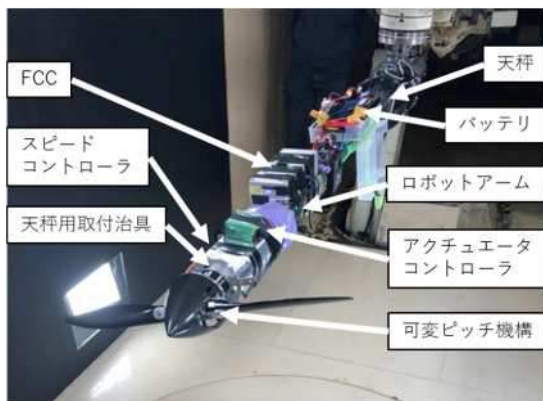 FCC
スピード
コントローラ
天秤用取付治具
天秤
バッテリ
ロボットアーム
アクチュエータ
コントローラ
可変ピッチ機構